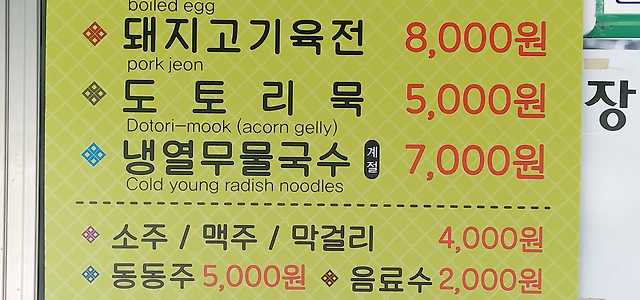 boiled egg
돼지고기육전 8,000원
pork jeon
도 토 리 묵 5,000원
Dotori-mook (acorn gelly)
냉열무물국수 계절 7,000원
Cold young radish noodles
소주 / 맥주 / 막걸리 4,000원
동동주 5,000원 음료수 2,000원
장